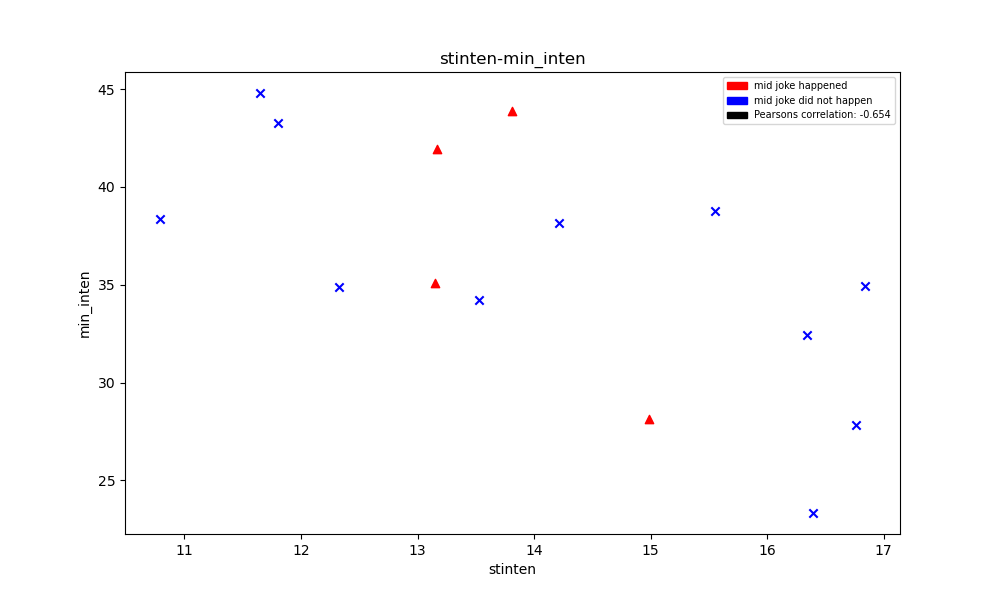 stinten-min_inten
mid joke happened
mid joke did not happen
Pearsons correlation: -0.654
45
40
35
30
25
min_inten
11 12 13 14 15 16 17
stinten